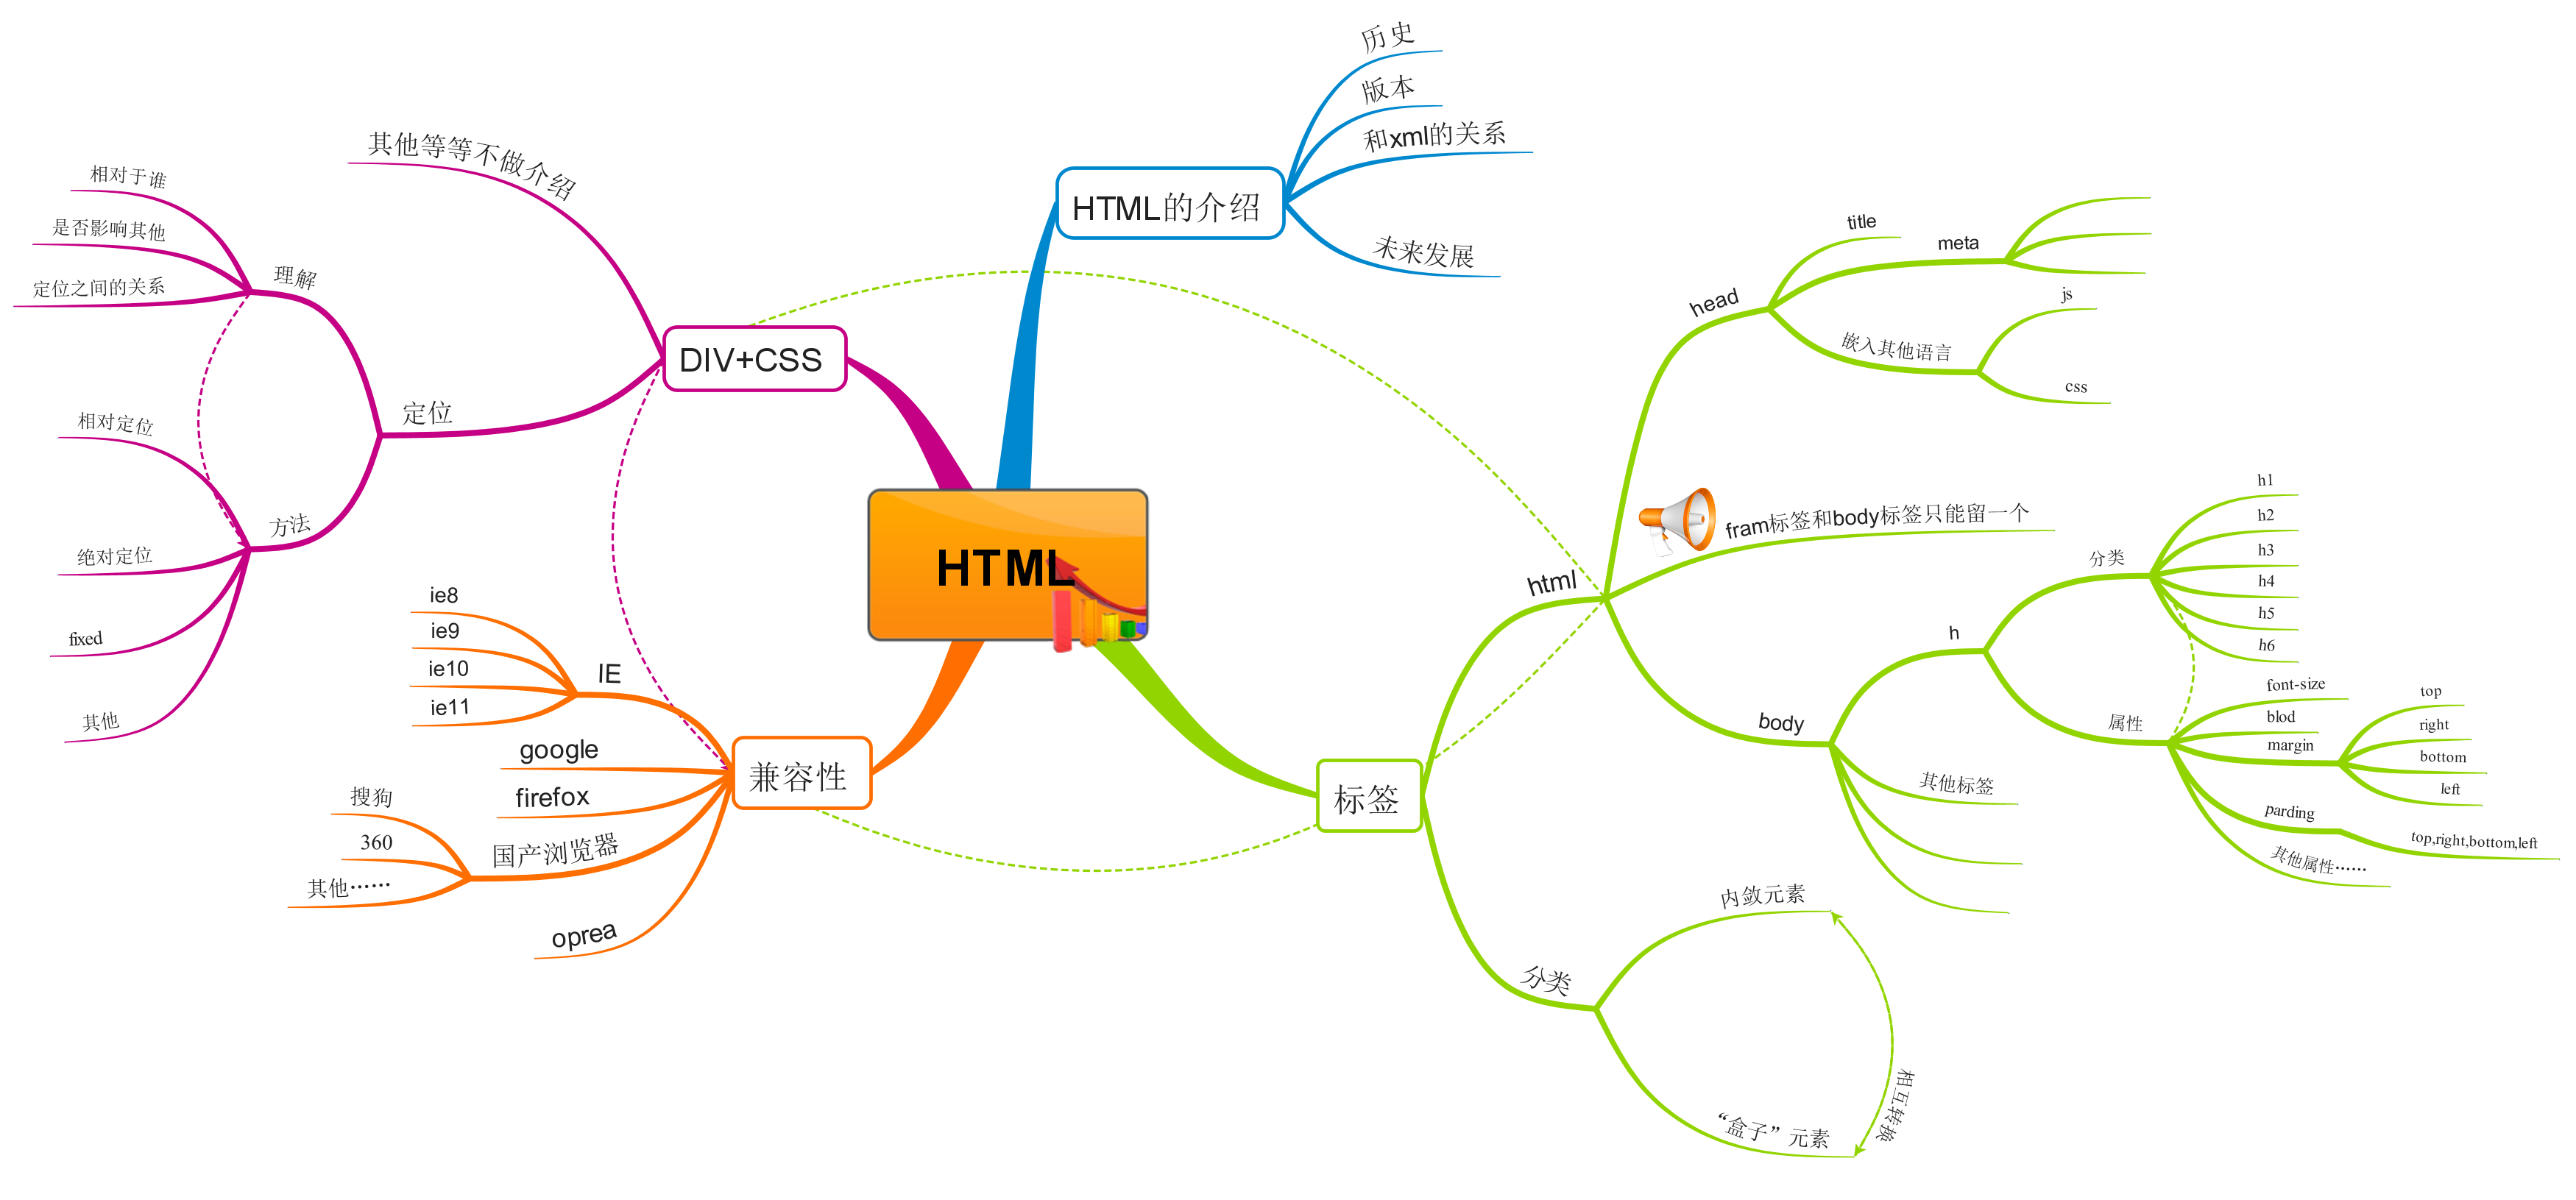 HTML
HTML的介绍
历史
版本
和xml的关系
未来发展
标签
html
head
title
meta
嵌入其他语言
js
css
fram标签和body标签只能留一个
body
h
分类
h1
h2
h3
h4
h5
h6
属性
font-size
blod
margin
top
right
bottom
left
parding
top,right,bottom,left
其他属性……
其他标签
分类
内敛元素
“盒子”元素
相互转换
兼容性
IE
ie8
ie9
ie10
ie11
google
firefox
国产浏览器
搜狗
360
其他……
oprea
DIV+CSS
其他等等不做介绍
定位
理解
相对于谁
是否影响其他
定位之间的关系
方法
相对定位
绝对定位
fixed
其他